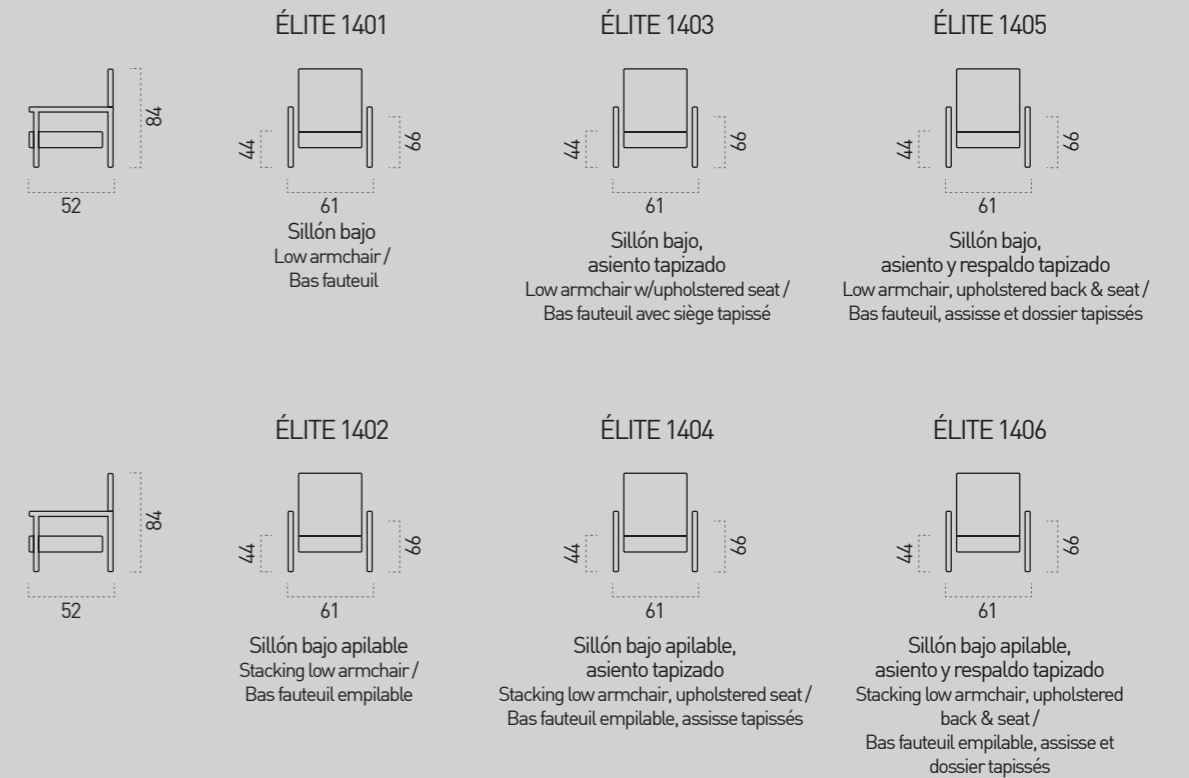 ÉLITE 1401
84
52
44
66
61
Sillón bajo
Low armchair /
Bas fauteuil
ÉLITE 1403
44
66
61
Sillón bajo,
asiento tapizado
Low armchair w/upholstered seat /
Bas fauteuil avec siège tapissé
ÉLITE 1405
44
66
61
Sillón bajo,
asiento y respaldo tapizado
Low armchair, upholstered back & seat /
Bas fauteuil, assisse et dossier tapissés
ÉLITE 1402
84
52
44
66
61
Sillón bajo apilable
Stacking low armchair /
Bas fauteuil empilable
ÉLITE 1404
44
66
61
Sillón bajo apilable,
asiento tapizado
Stacking low armchair, upholstered seat /
Bas fauteuil empilable, assisse tapissés
ÉLITE 1406
44
66
61
Sillón bajo apilable,
asiento y respaldo tapizado
Stacking low armchair, upholstered
back & seat /
Bas fauteuil empilable, assisse et
dossier tapissés